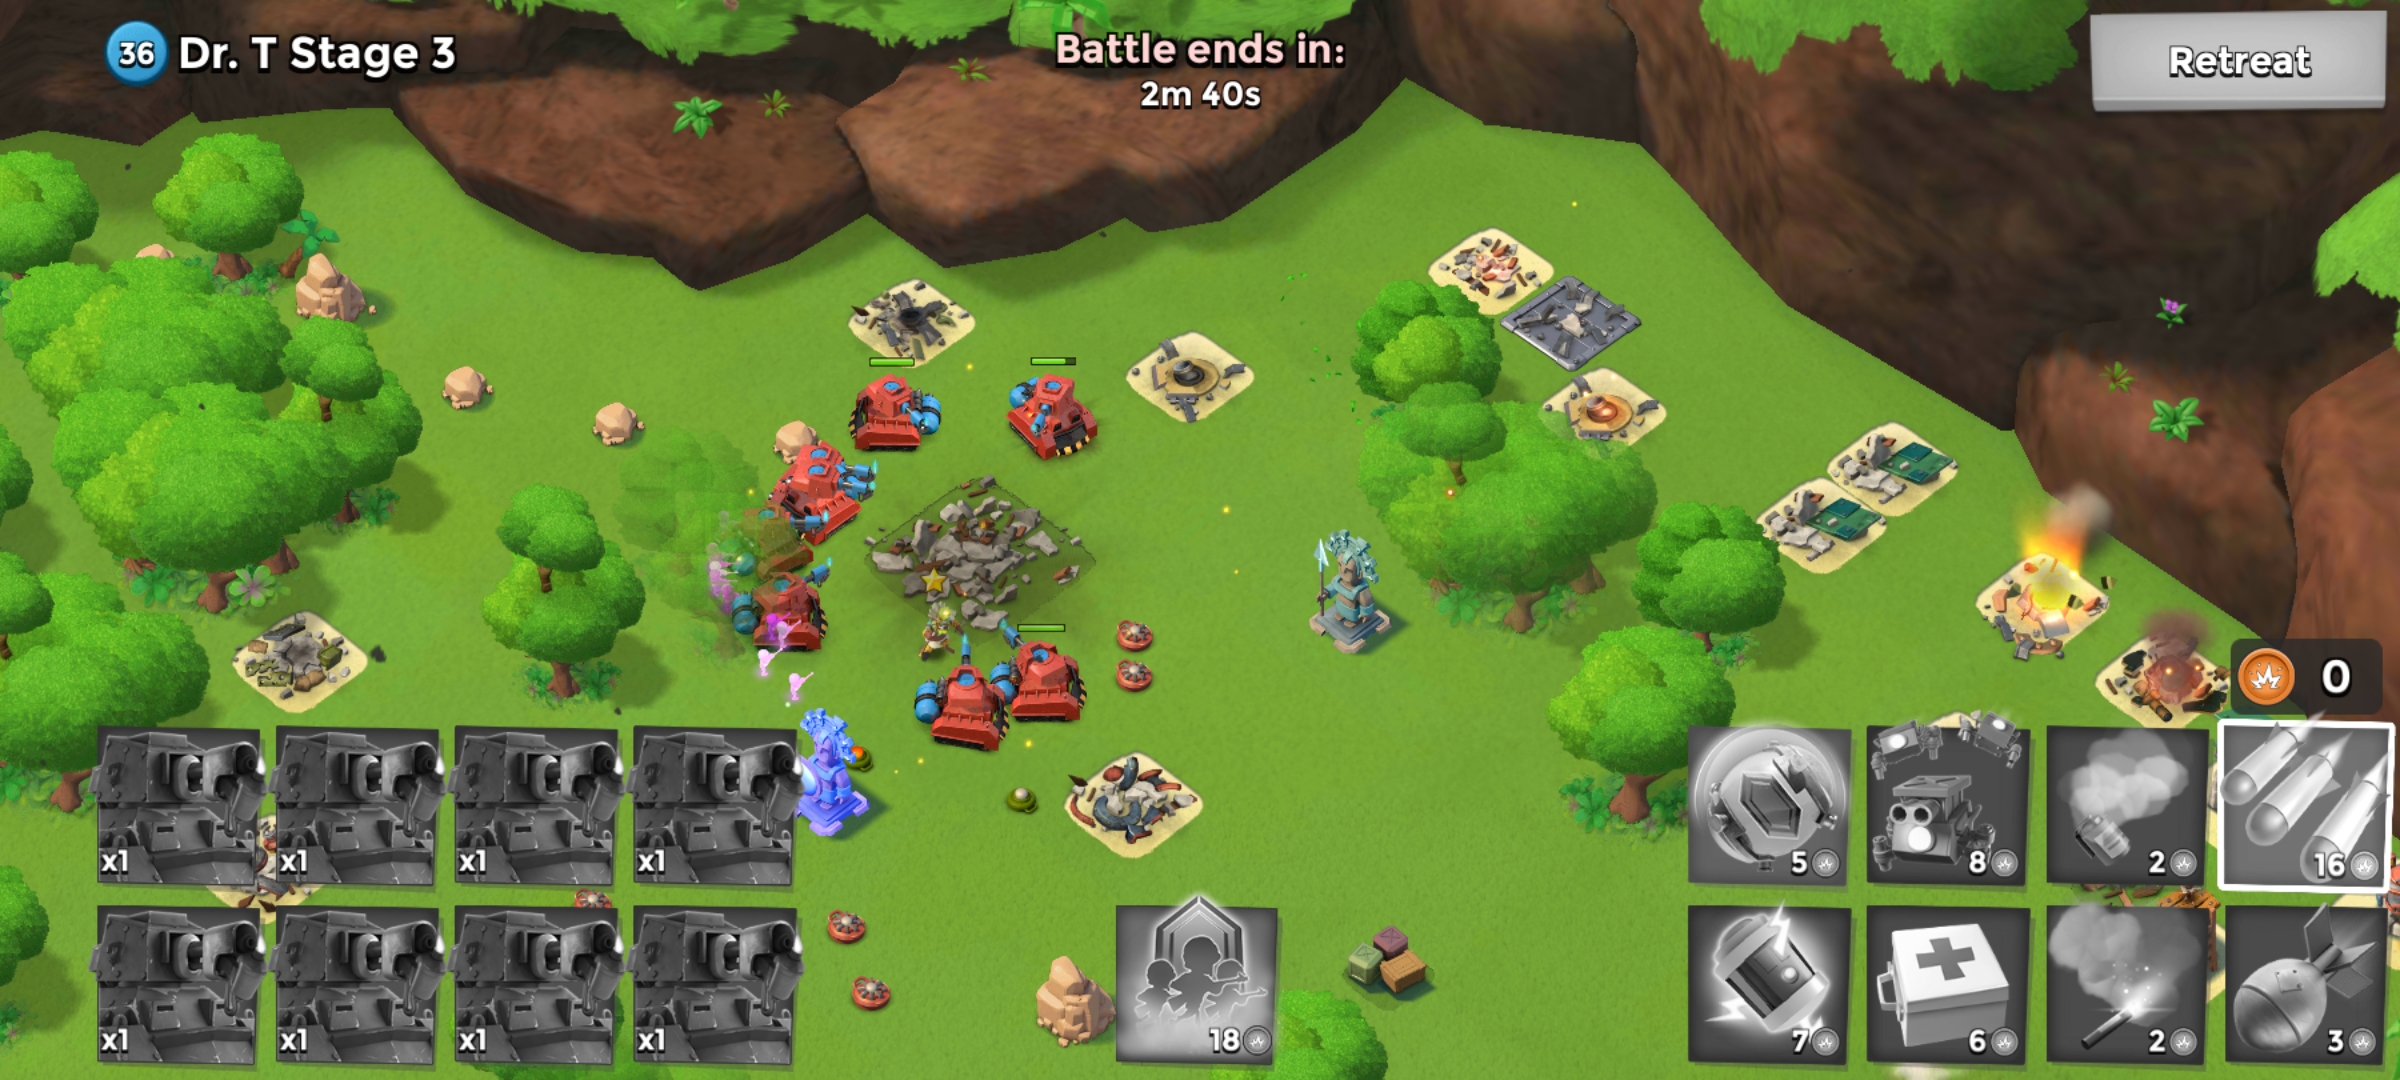 36 Dr. T Stage 3
Battle ends in:
2m 40s
Retreat
0
x1 x1 x1 x1
5 8 2 16
x1 x1 x1 x1
18
7 6 2 3